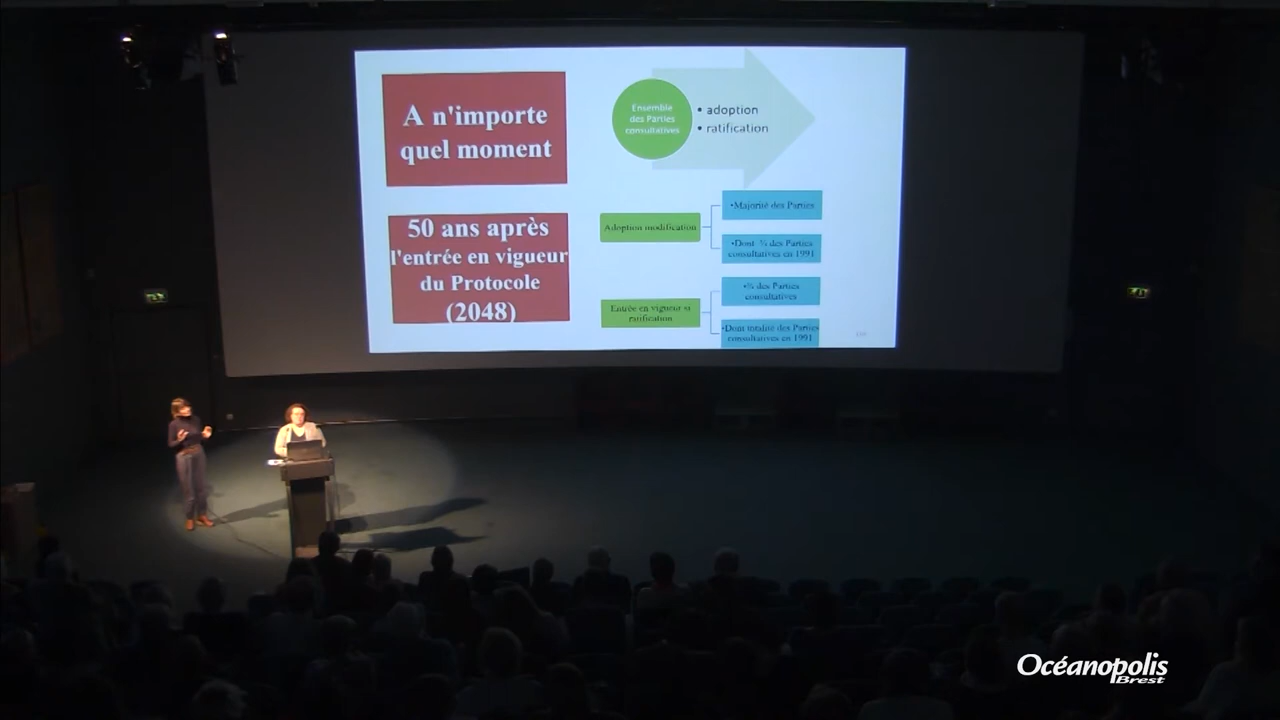 A n'importe
quel moment
Ensemble
des Parties
consultatives
• adoption
• ratification
50 ans après
l'entrée en vigueur
du Protocole
(2048)
Adoption modification
•Majorité des Parties
•Dont ¾ des Parties
consultatives en 1991
Entrée en vigueur si
ratification
•¾ des Parties
consultatives
•Dont totalité des Parties
consultatives en 1991
Océanopolis
Brest